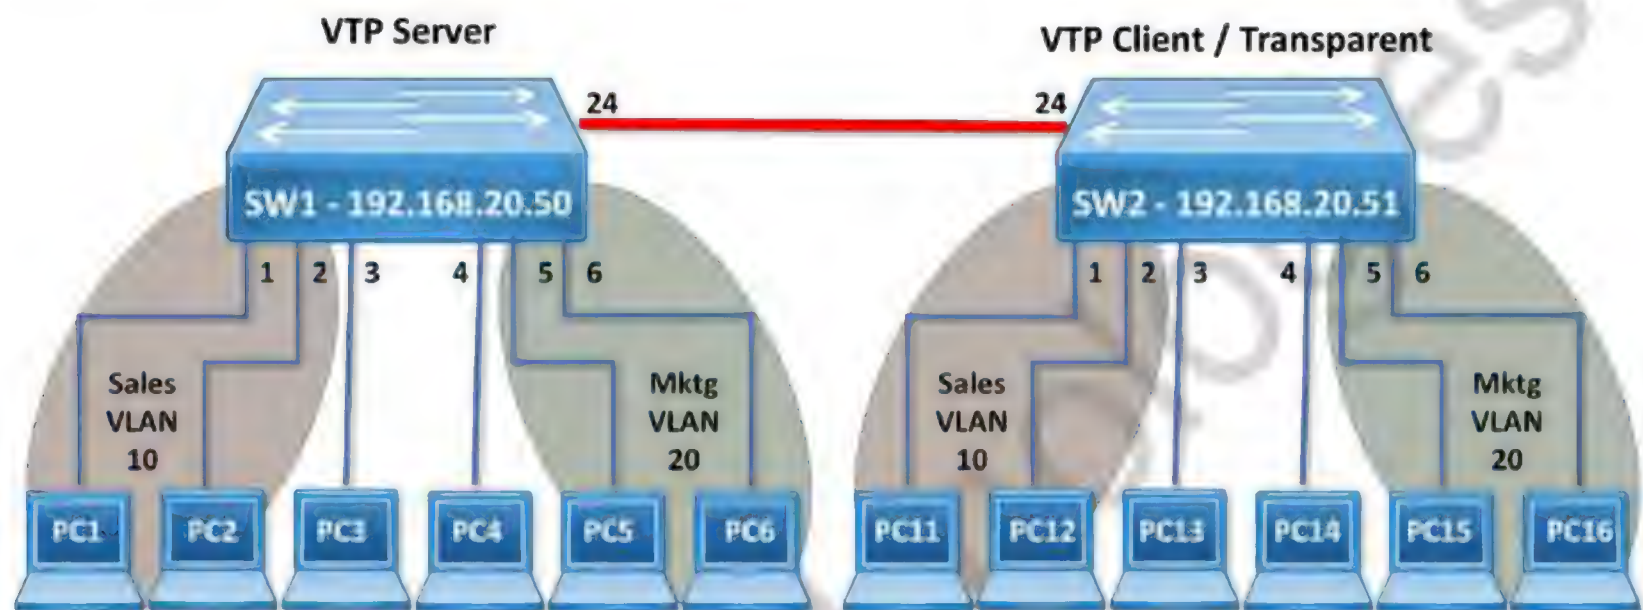 VTP Server
VTP Client / Transparent
24
24
SW1 - 192.168.20.50
SW2 - 192.168.20.51
1 2 3 4 5 6
1 2 3 4 5 6
Sales
VLAN
10
Mktg
VLAN
20
Sales
VLAN
10
Mktg
VLAN
20
PC1 PC2 PC3 PC4 PC5 PC6
PC11 PC12 PC13 PC14 PC15 PC16